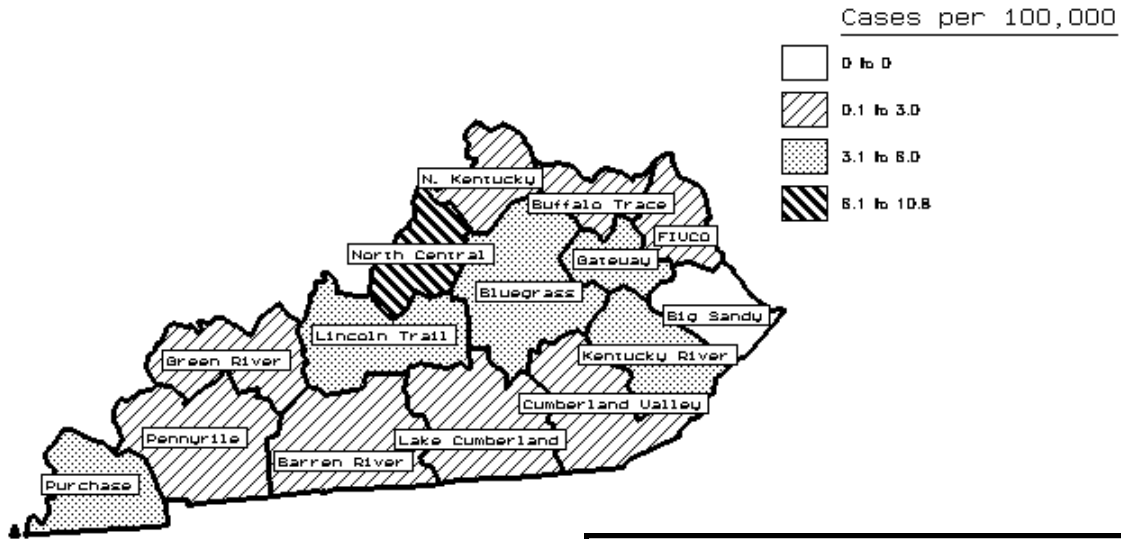 Cases per 100,000
0 to 0
0.1 to 3.0
3.1 to 6.0
6.1 to 10.8
N. Kentucky
Buffalo Trace
FIVCO
North Central
Gateway
Bluegrass
Big Sandy
Lincoln Trail
Kentucky River
Green River
Cumberland Valley
Pennyrile
Lake Cumberland
Barren River
Purchase